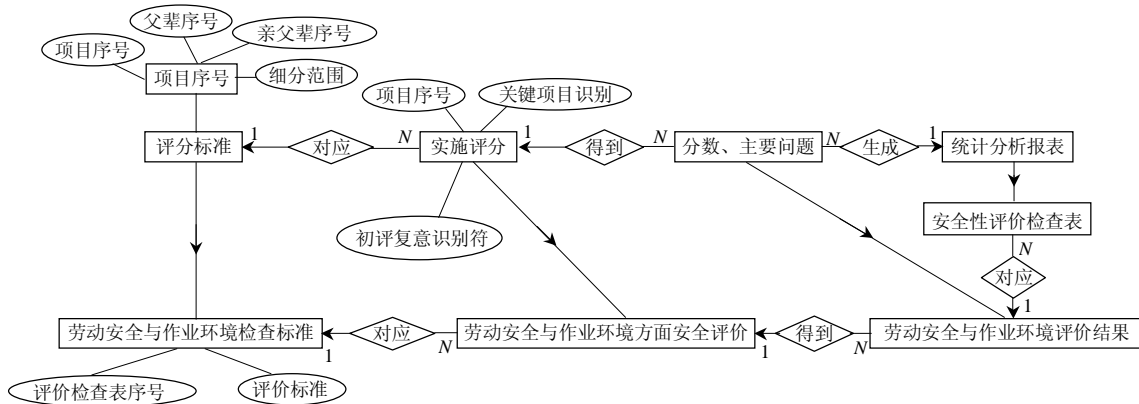 父辈序号
亲父辈序号
项目序号
项目序号
细分范围
项目序号
关键项目识别
评分标准
1
对应
N
实施评分
1
得到
N
分数、主要问题
N
生成
1
统计分析报表
初评复意识别符
安全性评价检查表
N
对应
1
劳动安全与作业环境检查标准
1
对应
N
劳动安全与作业环境方面安全评价
1
得到
N
劳动安全与作业环境评价结果
评价检查表序号
评价标准